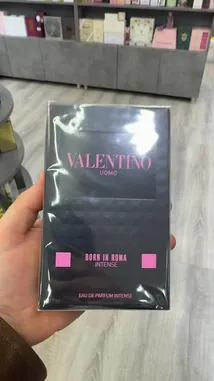 VALENTINO
UOMO
BORN IN ROMA
INTENSE
EAU DE PARFUM INTENSE